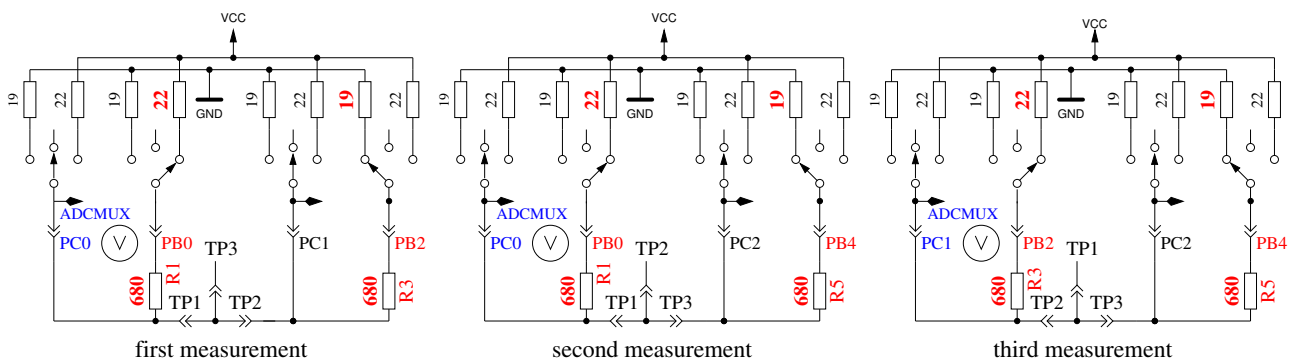 VCC
19
22
19
22
GND
19
22
19
22
ADCMUX
PC0
V
PB0
TP3
PC1
PB2
680
R1
680
R3
TP1
TP2
first measurement
VCC
19
22
19
22
GND
19
22
19
22
ADCMUX
PC0
V
PB0
TP2
PC2
PB4
680
R1
680
R5
TP1
TP3
second measurement
VCC
19
22
19
22
GND
19
22
19
22
ADCMUX
PC1
V
PB2
TP1
PC2
PB4
680
R3
680
R5
TP2
TP3
third measurement